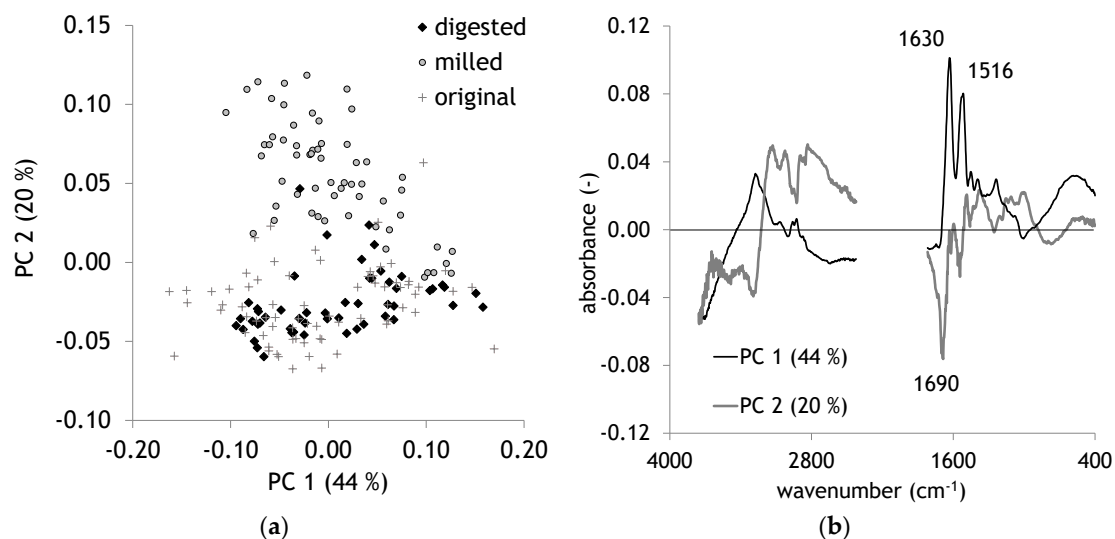 0.15
0.10
0.05
0.00
-0.05
-0.10
PC 2 (20 %)
-0.20
-0.10
0.00
0.10
0.20
PC 1 (44 %)
digested
milled
original
(a)
0.12
0.08
0.04
0.00
-0.04
-0.08
-0.12
absorbance (-)
1630
1516
PC 1 (44 %)
PC 2 (20 %)
1690
4000
2800
1600
400
wavenumber (cm-1)
(b)